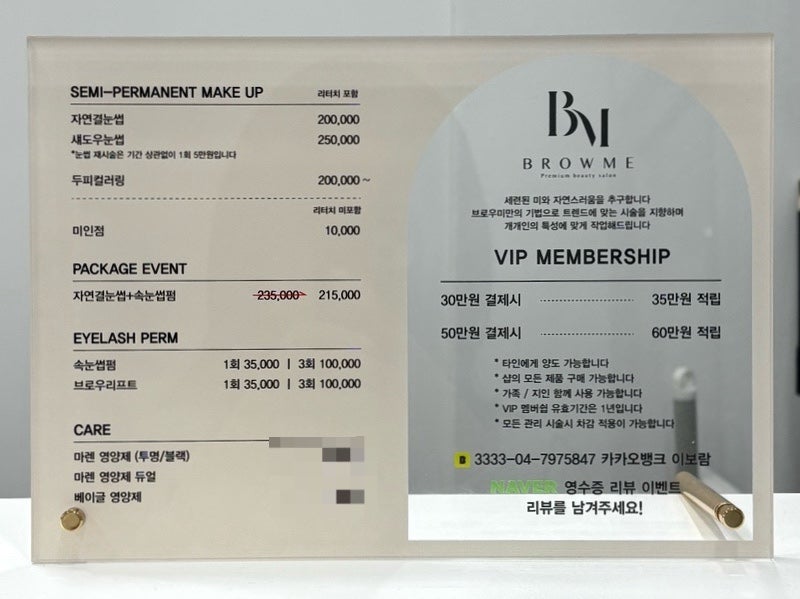 SEMI-PERMANENT MAKE UP 리터치 포함
자연결눈썹 200,000
섀도우눈썹 250,000
*눈썹 재시술은 기간 상관없이 1회 5만원입니다
두피컬러링 200,000~
리터치 미포함
미인점 10,000
PACKAGE EVENT
자연결눈썹+속눈썹펌 235,000 215,000
EYELASH PERM
속눈썹펌 1회 35,000 | 3회 100,000
브로우리프트 1회 35,000 | 3회 100,000
CARE
마렌 영양제 (투명/블랙)
마렌 영양제 듀얼
베이글 영양제
BM
BROWME
Premium beauty salon
세련된 미와 자연스러움을 추구합니다
브로우미만의 기법으로 트렌드에 맞는 시술을 지향하며
개개인의 특성에 맞게 작업해드립니다
VIP MEMBERSHIP
30만원 결제시 35만원 적립
50만원 결제시 60만원 적립
* 타인에게 양도 가능합니다
* 샵의 모든 제품 구매 가능합니다
* 가족 / 지인 함께 사용 가능합니다
* VIP 멤버쉽 유효기간은 1년입니다
* 모든 관리 시술시 차감 적용이 가능합니다
B 3333-04-7975847 카카오뱅크 이보람
NAVER 영수증 리뷰 이벤트
리뷰를 남겨주세요!